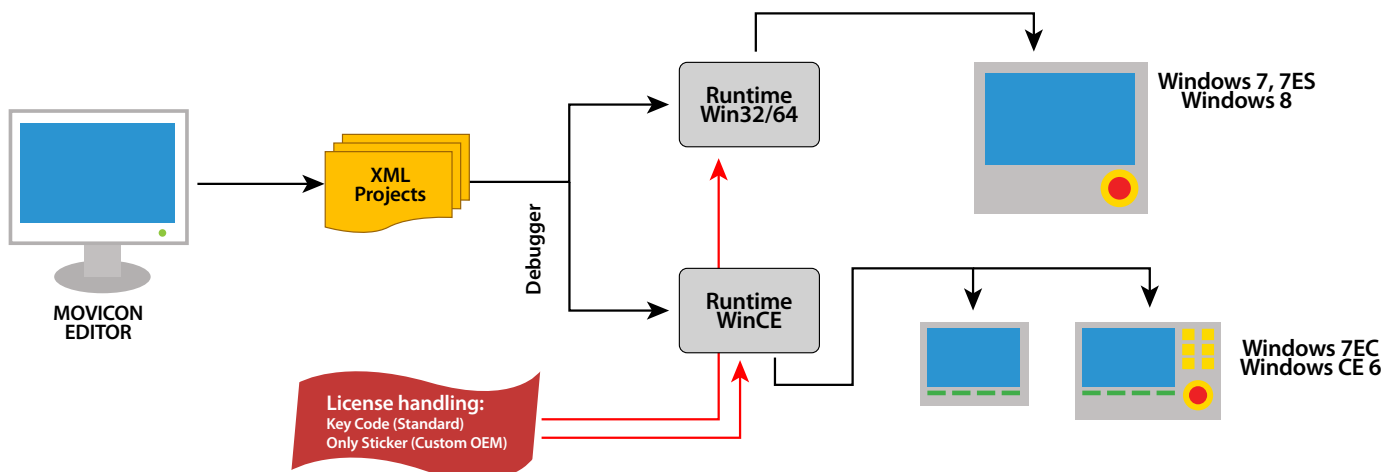 MOVICON
EDITOR
XML
Projects
Debugger
Runtime
Win32/64
Runtime
WinCE
Windows 7, 7ES
Windows 8
Windows 7EC
Windows CE 6
License handling:
Key Code (Standard)
Only Sticker (Custom OEM)